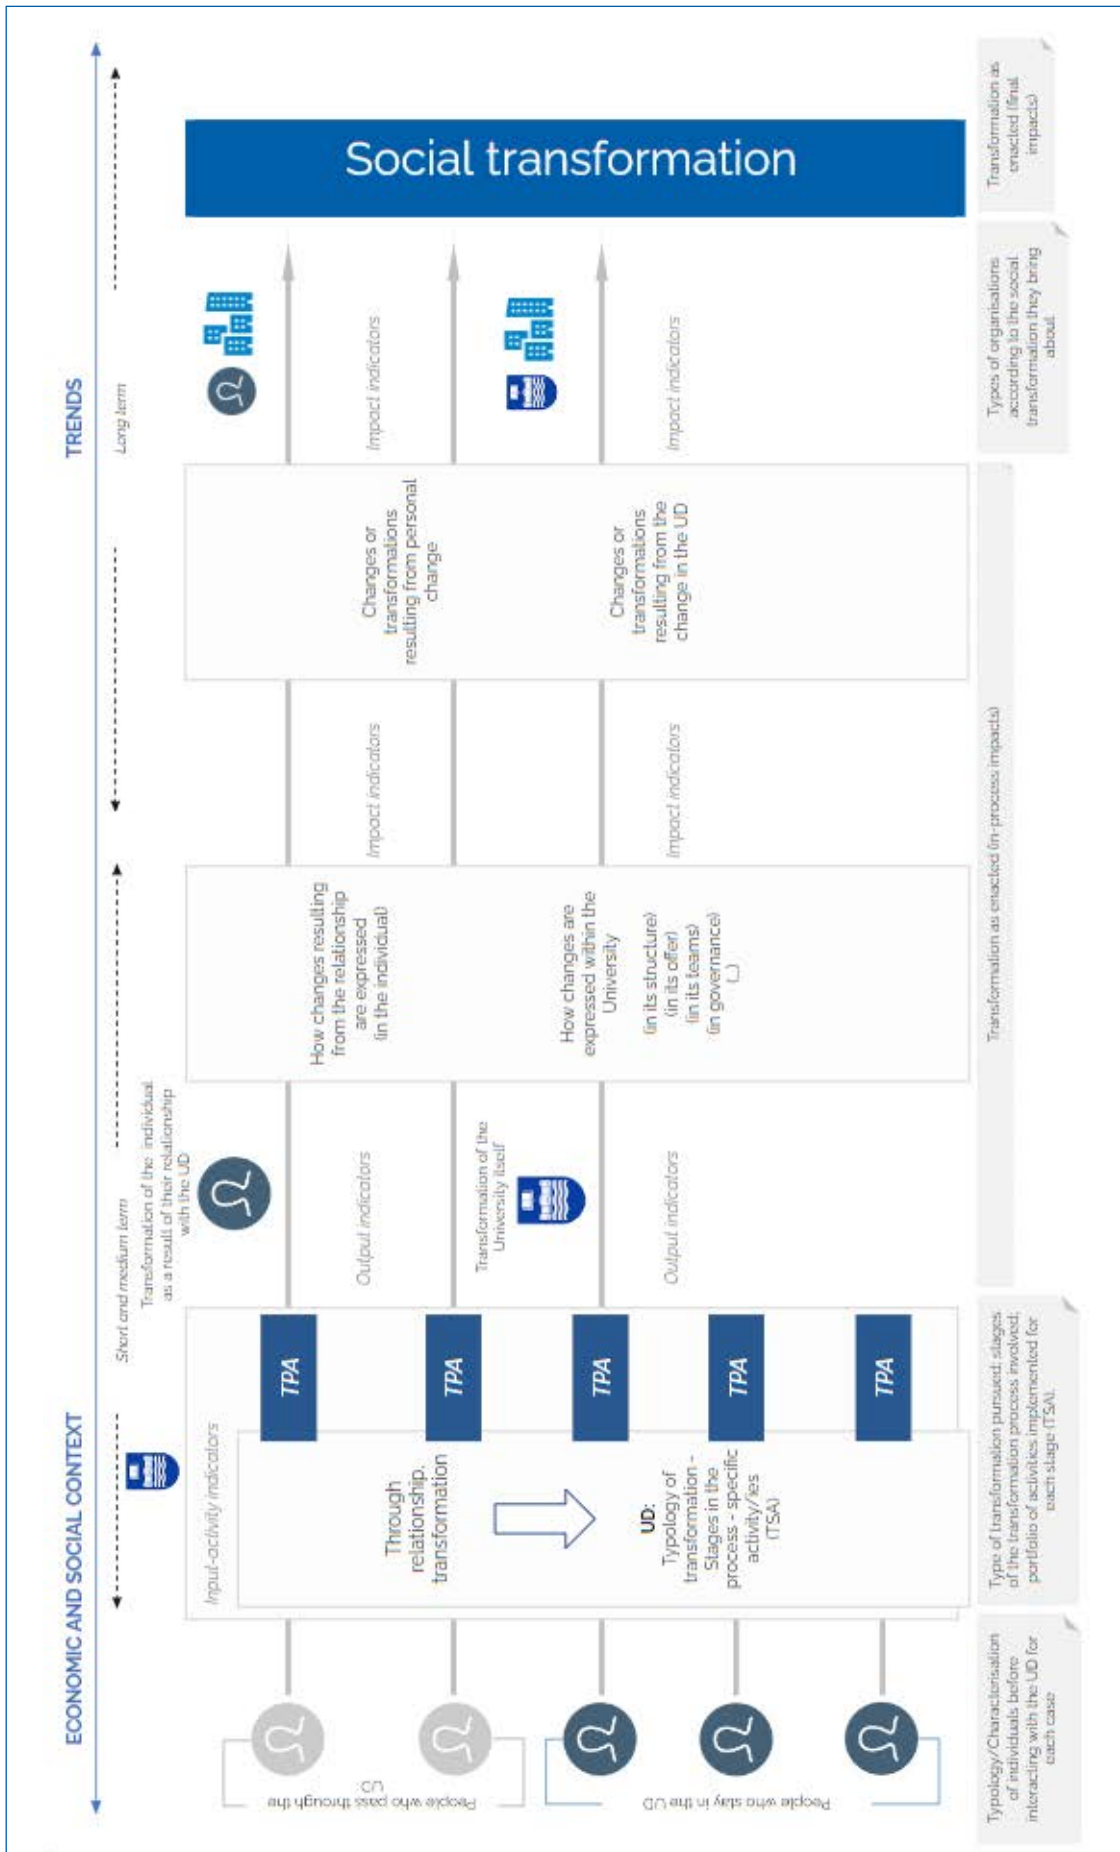 ECONOMIC AND SOCIAL CONTEXT
TRENDS
Short and medium term
Long term
People who pass through the
UD
People who stay in the UD
Input-activity indicators
Through
relationship,
transformation
UD:
Typology of
transformation -
Stages in the
process - specific
activity/ies
(TSA)
TPA
TPA
TPA
TPA
TPA
Transformation of the individual
as a result of their relationship
with the UD
Output indicators
Transformation of the
University itself
Output indicators
How changes resulting
from the relationship
are expressed
(in the individual)
How changes are
expressed within the
University
(in its structure)
(in its offer)
(in its teams)
(in governance)
(...)
Impact indicators
Impact indicators
Changes or
transformations
resulting from personal
change
Changes or
transformations
resulting from the
change in the UD
Impact indicators
Impact indicators
Social transformation
Typology/Characterisation
of individuals before
interacting with the UD for
each case
Type of transformation pursued; stages
of the transformation process involved;
portfolio of activities implemented for
each stage (TSA).
Transformation as enacted (in-process impacts)
Types of organisations
according to the social
transformation they bring
about
Transformation as
enacted (final
impacts)